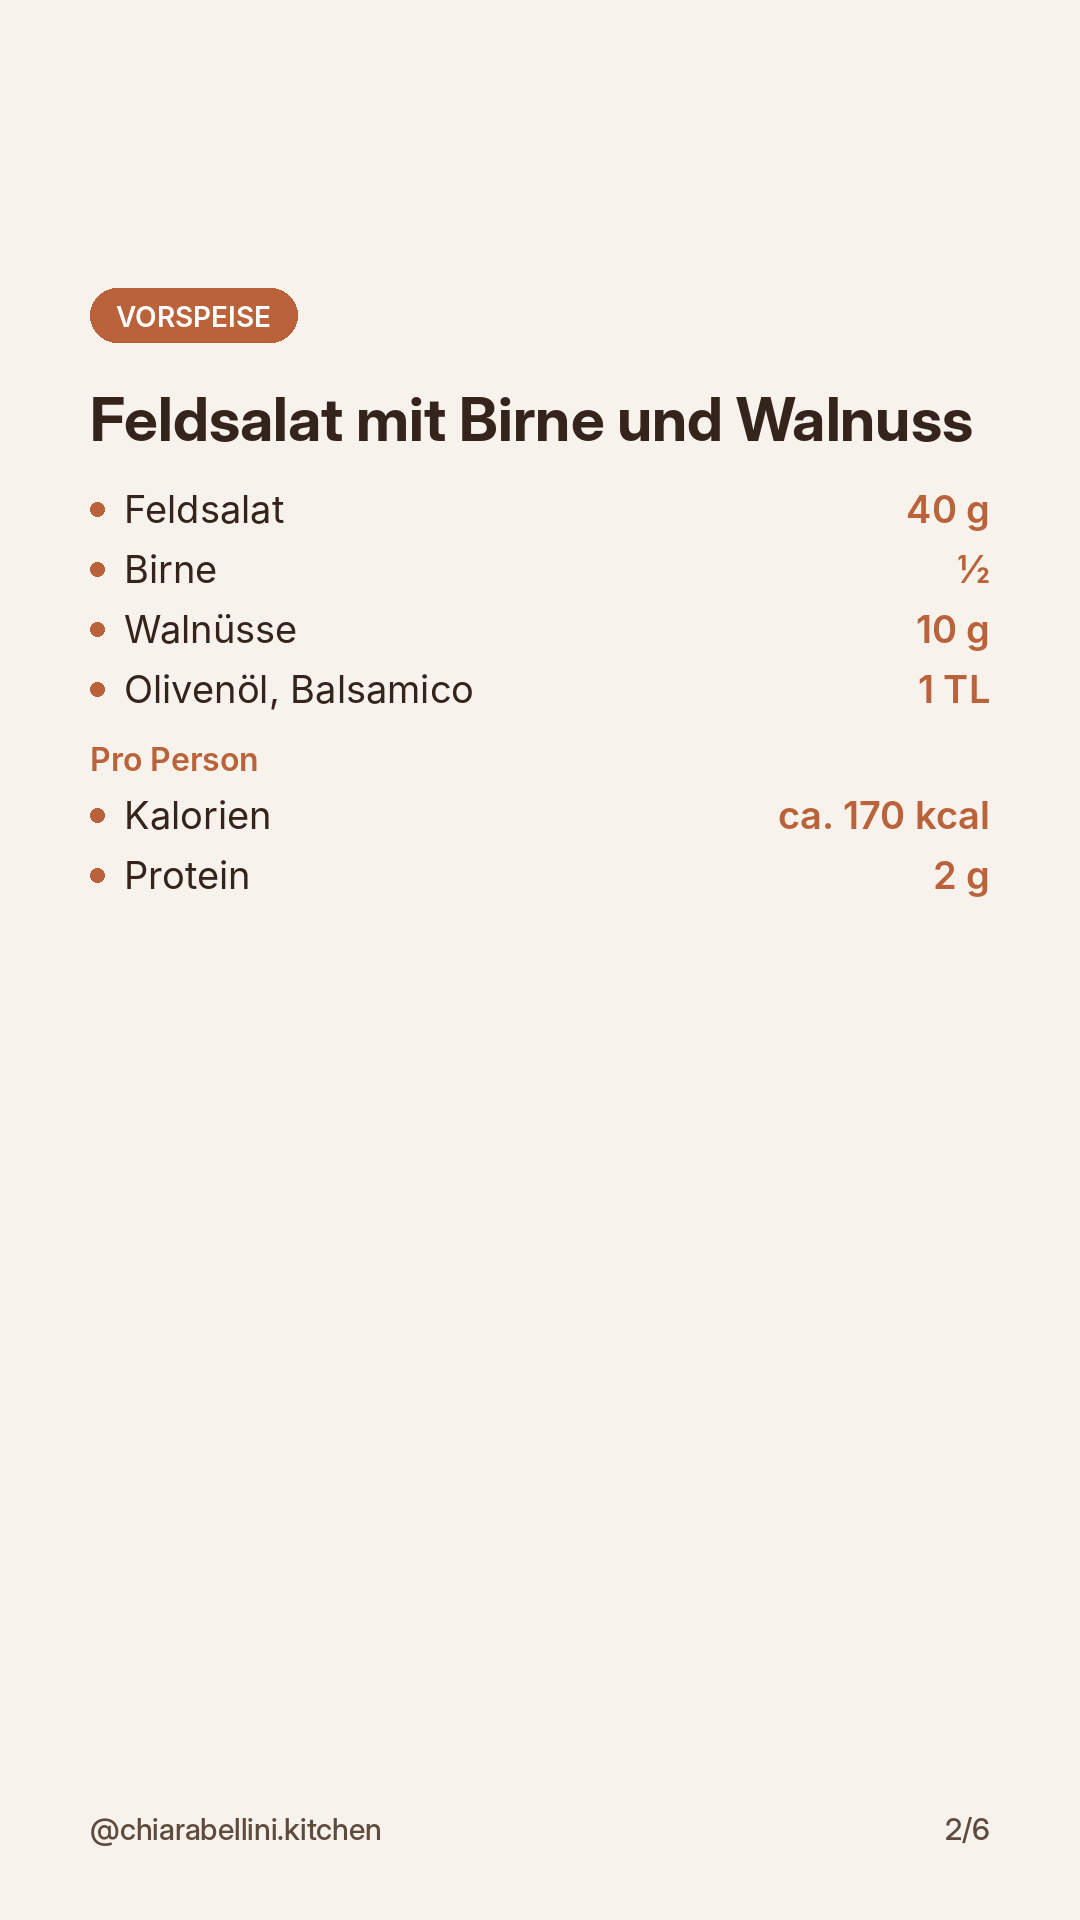 VORSPEISE
Feldsalat mit Birne und Walnuss
• Feldsalat 40 g
• Birne ½
• Walnüsse 10 g
• Olivenöl, Balsamico 1 TL
Pro Person
• Kalorien ca. 170 kcal
• Protein 2 g
@chiarabellini.kitchen 2/6